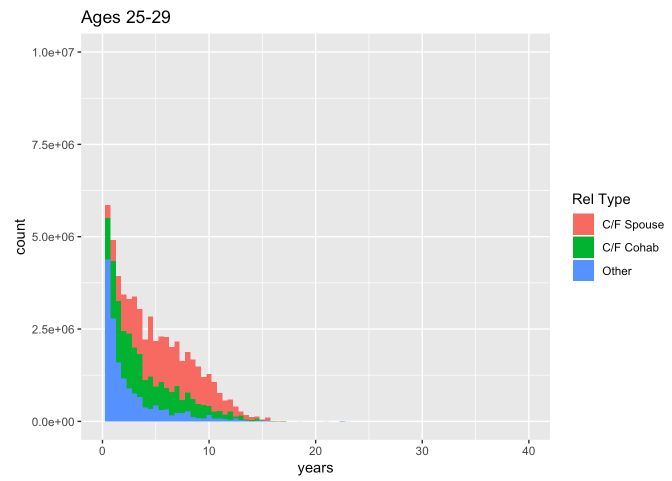 Ages 25-29
1.0e+07
7.5e+06
5.0e+06
2.5e+06
0.0e+00
count
0 10 20 30 40
years
Rel Type
C/F Spouse
C/F Cohab
Other